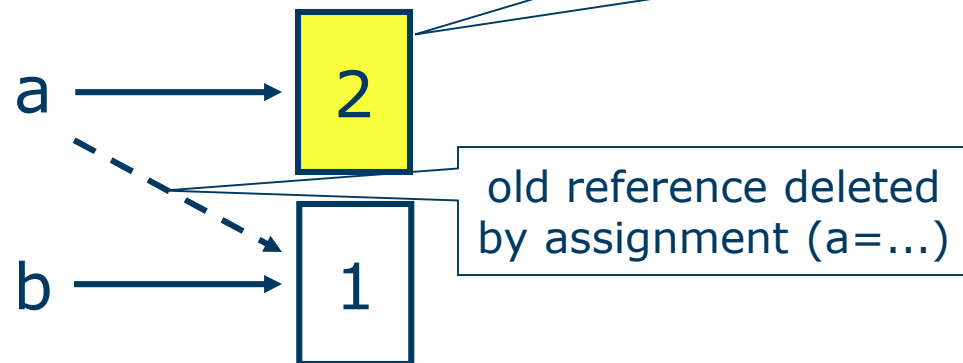 a
2
old reference deleted
by assignment (a=...)
b
1